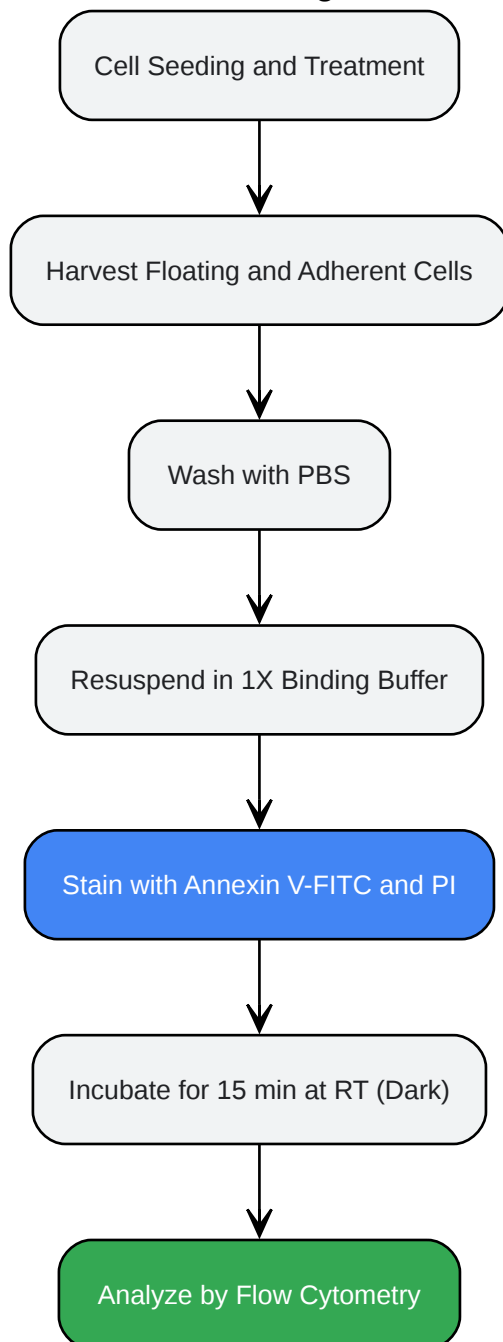 Cell Seeding and Treatment
Harvest Floating and Adherent Cells
Wash with PBS
Resuspend in 1X Binding Buffer
Stain with Annexin V-FITC and PI
Incubate for 15 min at RT (Dark)
Analyze by Flow Cytometry